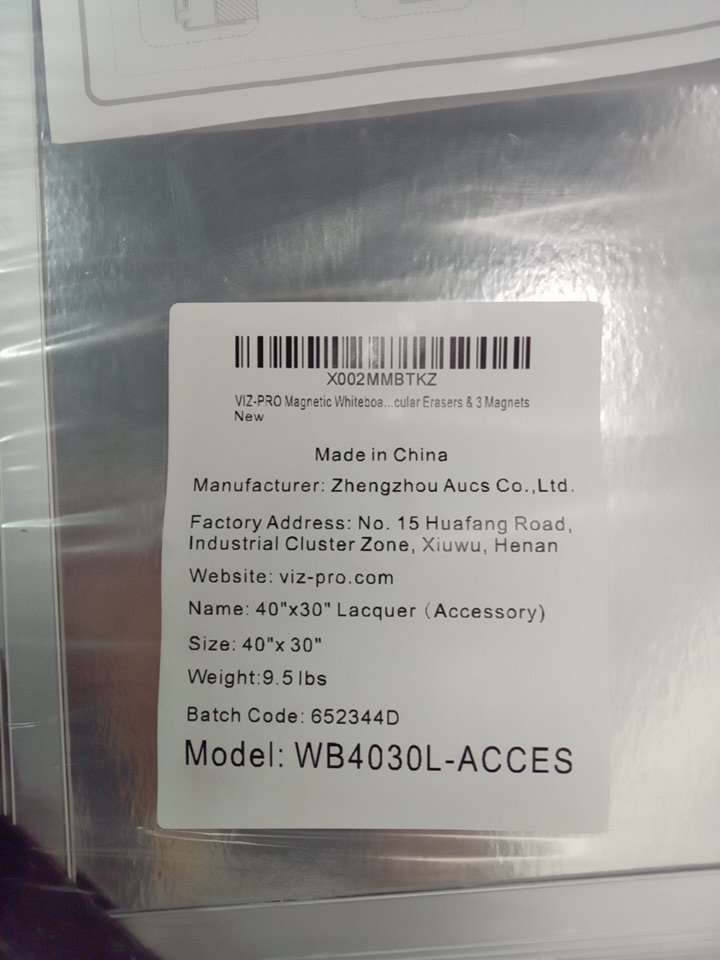 X002MMBTKZ
VIZ-PRO Magnetic Whiteboa...cular Erasers & 3 Magnets
New
Made in China
Manufacturer: Zhengzhou Aucs Co.,Ltd.
Factory Address: No. 15 Huafang Road,
Industrial Cluster Zone, Xiuwu, Henan
Website: viz-pro.com
Name: 40"x30" Lacquer（Accessory)
Size: 40"x 30"
Weight:9.5 lbs
Batch Code: 652344D
Model: WB4030L-ACCES